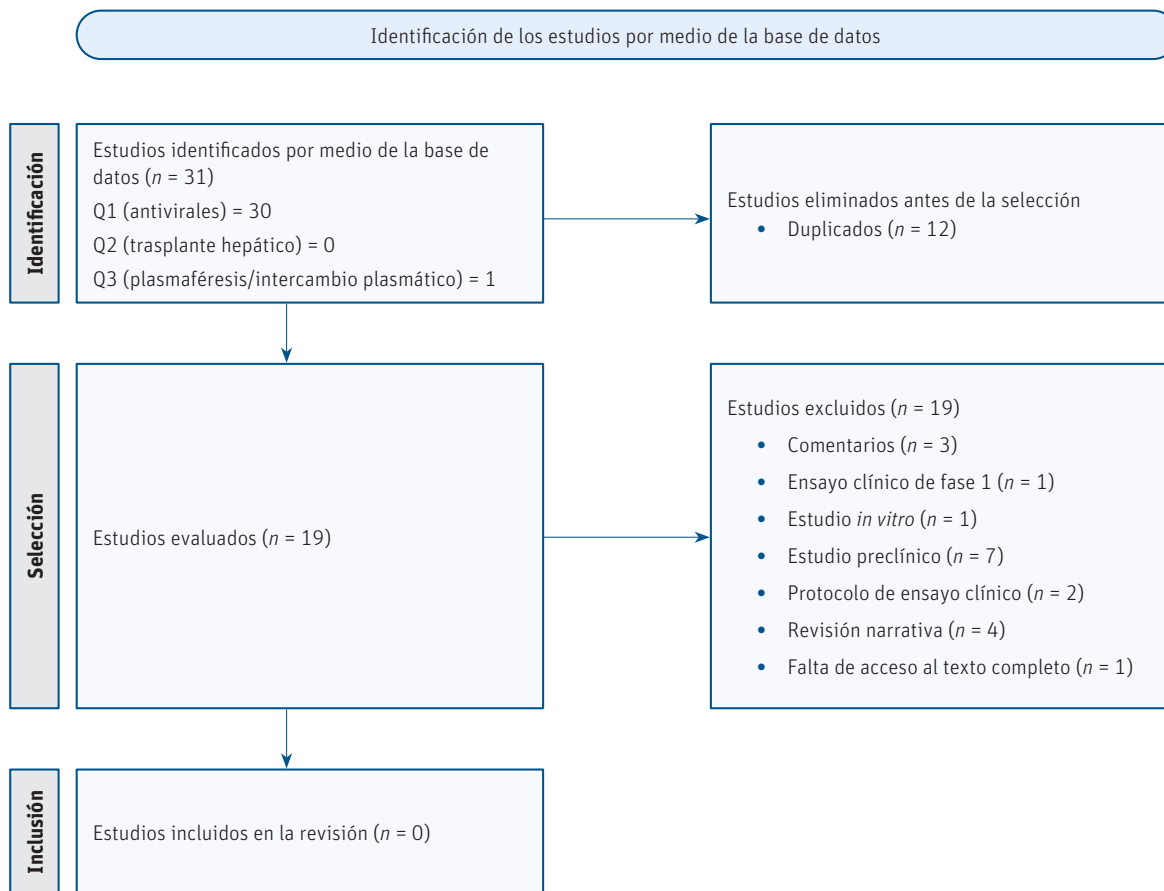 Identificación de los estudios por medio de la base de datos
Identificación
Estudios identificados por medio de la base de
datos (n = 31)
Q1 (antivirales) = 30
Q2 (trasplante hepático) = 0
Q3 (plasmaféresis/intercambio plasmático) = 1
Estudios eliminados antes de la selección
• Duplicados (n = 12)
Selección
Estudios evaluados (n = 19)
Estudios excluidos (n = 19)
• Comentarios (n = 3)
• Ensayo clínico de fase 1 (n = 1)
• Estudio in vitro (n = 1)
• Estudio preclínico (n = 7)
• Protocolo de ensayo clínico (n = 2)
• Revisión narrativa (n = 4)
• Falta de acceso al texto completo (n = 1)
Inclusión
Estudios incluidos en la revisión (n = 0)